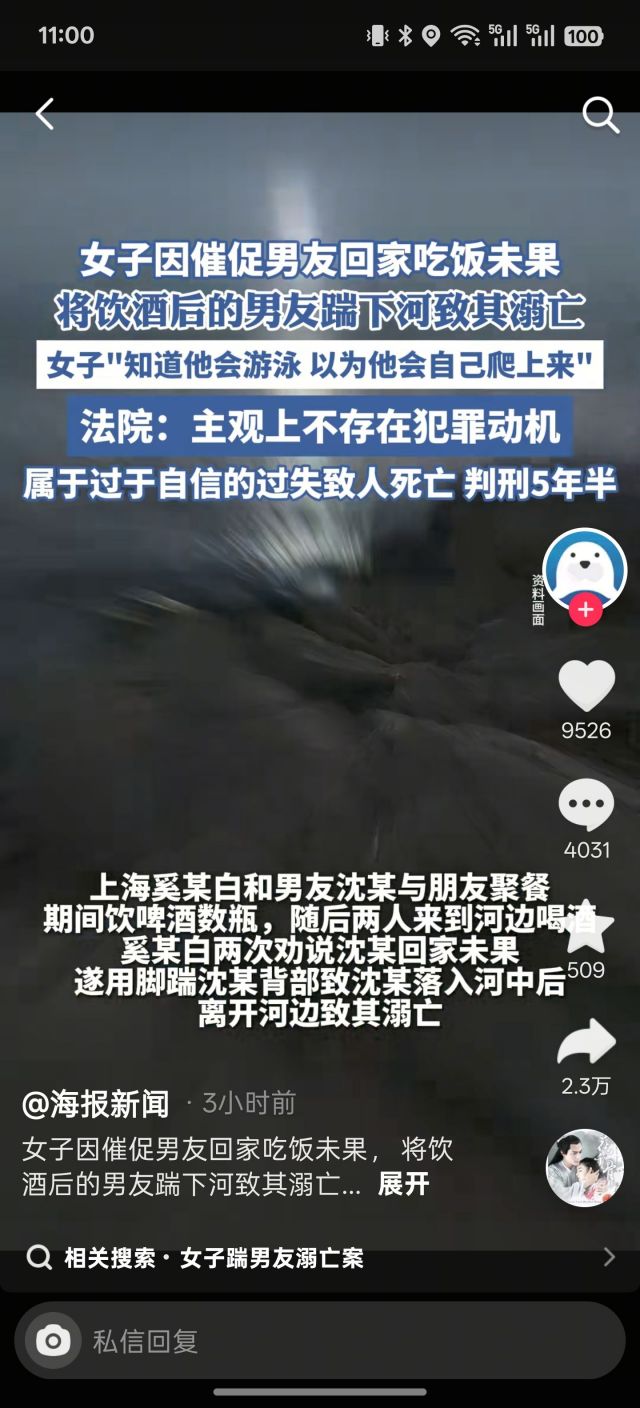 11:00
5G
5G
100
女子因催促男友回家吃饭未果
将饮酒后的男友踹下河致其溺亡
女子"知道他会游泳 以为他会自己爬上来"
法院：主观上不存在犯罪动机
属于过于自信的过失致人死亡 判刑5年半
资料画面
9526
4031
上海奚某白和男友沈某与朋友聚餐
期间饮啤酒数瓶，随后两人来到河边喝酒
奚某白两次劝说沈某回家未果
遂用脚踹沈某背部致沈某落入河中后
离开河边致其溺亡
509
2.3万
@海报新闻 · 3小时前
女子因催促男友回家吃饭未果， 将饮
酒后的男友踹下河致其溺亡... 展开
相关搜索 · 女子踹男友溺亡案
私信回复